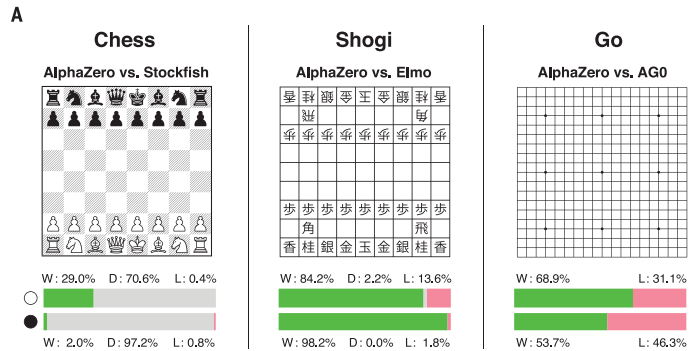 A
Chess
AlphaZero vs. Stockfish
W: 29.0% D: 70.6% L: 0.4%
W: 2.0% D: 97.2% L: 0.8%
Shogi
AlphaZero vs. Elmo
香 桂 銀 金 玉 金 銀 桂 香
飛 角
歩 歩 歩 歩 歩 歩 歩 歩 歩
歩 歩 歩 歩 歩 歩 歩 歩 歩
角 飛
香 桂 銀 金 玉 金 銀 桂 香
W: 84.2% D: 2.2% L: 13.6%
W: 98.2% D: 0.0% L: 1.8%
Go
AlphaZero vs. AG0
W: 68.9% L: 31.1%
W: 53.7% L: 46.3%